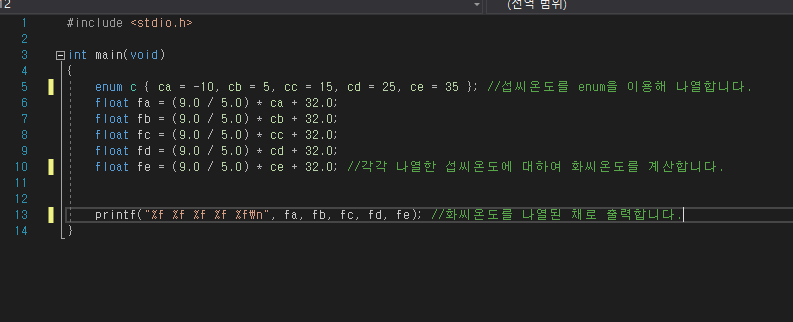 12 (전역 범위)
1 #include <stdio.h>
2
3 int main(void)
4 {
5 enum c { ca = -10, cb = 5, cc = 15, cd = 25, ce = 35 }; //섭씨온도를 enum을 이용해 나열합니다.
6 float fa = (9.0 / 5.0) * ca + 32.0;
7 float fb = (9.0 / 5.0) * cb + 32.0;
8 float fc = (9.0 / 5.0) * cc + 32.0;
9 float fd = (9.0 / 5.0) * cd + 32.0;
10 float fe = (9.0 / 5.0) * ce + 32.0; //각각 나열한 섭씨온도에 대하여 화씨온도를 계산합니다.
11
12
13 printf("%f %f %f %f %f₩n", fa, fb, fc, fd, fe); //화씨온도를 나열된 채로 출력합니다.
14 }